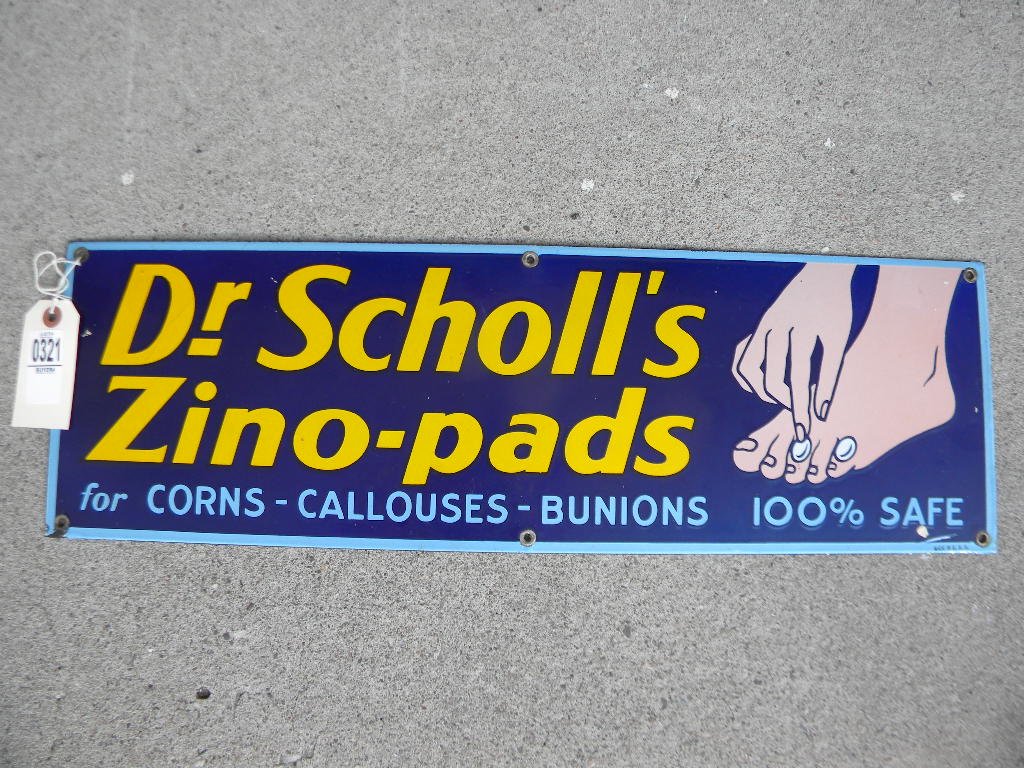 Dr Scholl's
Zino-pads
for CORNS - CALLOUSES - BUNIONS 100% SAFE
0321